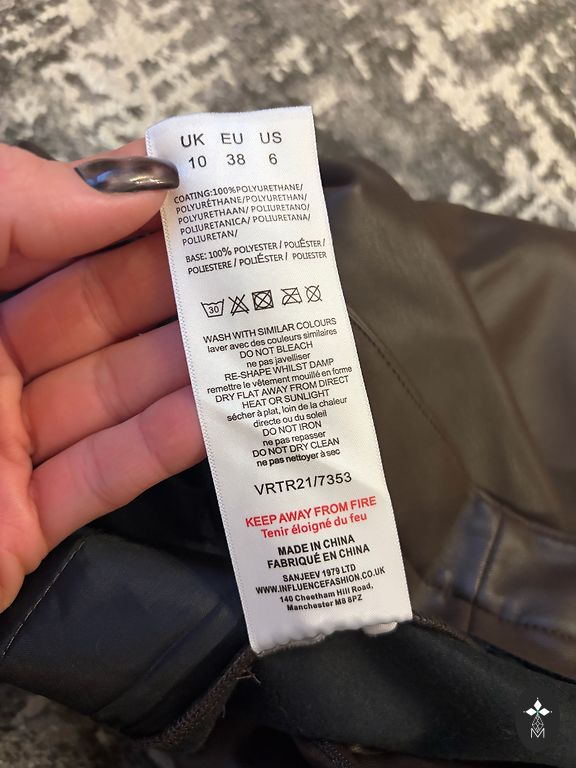 UK EU US
10 38 6
COATING:100%POLYURETHANE/
POLYURÉTHANE/POLYURETHAN/
POLYURETHAAN/ POLIURETANO/
POLIURETANICA/ POLIURETANA/
POLIURETAN/
BASE: 100% POLYESTER / POLIÉSTER /
POLIESTERE / POLIÉSTER / POLIESTER
30
WASH WITH SIMILAR COLOURS
laver avec des couleurs similaires
DO NOT BLEACH
ne pas javelliser
RE-SHAPE WHILST DAMP
remettre le vêtement mouillé en forme
DRY FLAT AWAY FROM DIRECT
HEAT OR SUNLIGHT
sécher à plat, loin de la chaleur
directe ou du soleil
DO NOT IRON
ne pas repasser
DO NOT DRY CLEAN
ne pas nettoyer à sec
VRTR21/7353
KEEP AWAY FROM FIRE
Tenir éloigné du feu
MADE IN CHINA
FABRIQUÉ EN CHINA
SANJEEV 1979 LTD
WWW.INFLUENCEFASHION.CO.UK
140 Cheetham Hill Road,
Manchester M8 8PZ
M